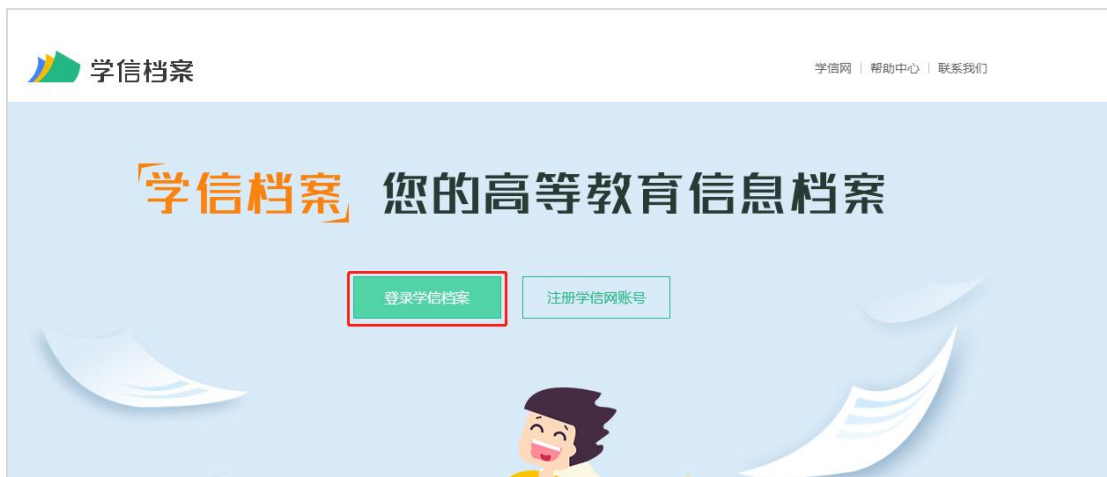 学信档案
学信网 | 帮助中心 | 联系我们
「学信档案」 您的高等教育信息档案
登录学信档案 注册学信网账号